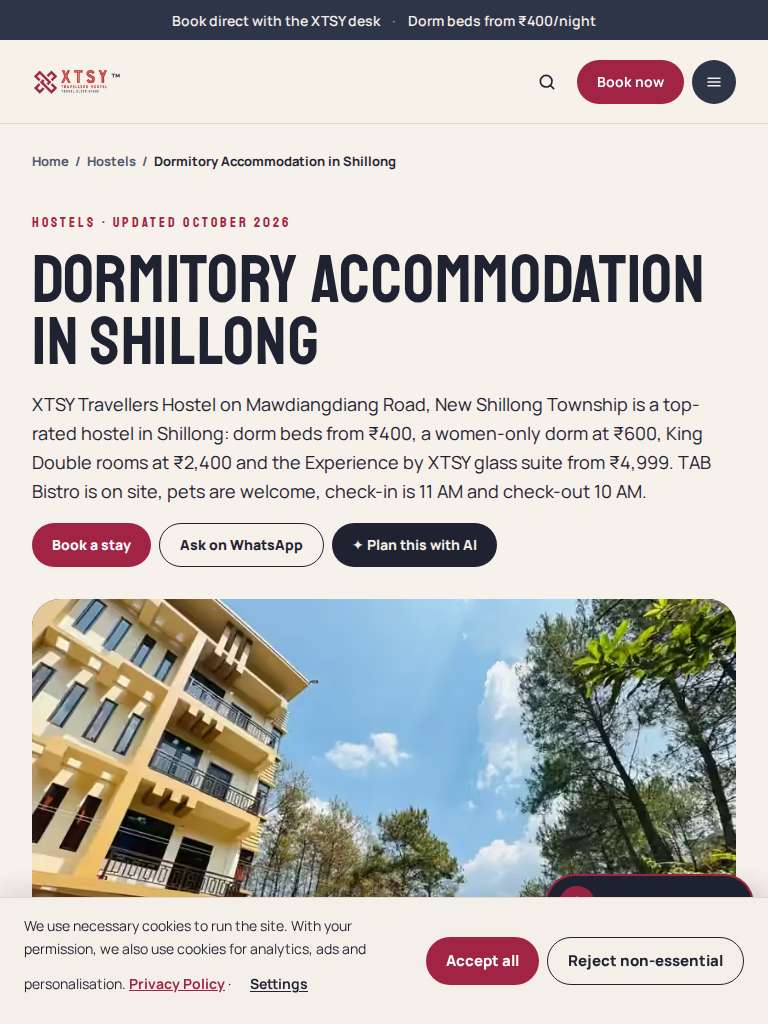 Book direct with the XTSY desk · Dorm beds from ₹400/night
XTSY™
TRAVELLERS HOSTEL
Book now
Home / Hostels / Dormitory Accommodation in Shillong
HOSTELS · UPDATED OCTOBER 2026
DORMITORY ACCOMMODATION
IN SHILLONG
XTSY Travellers Hostel on Mawdiangdiang Road, New Shillong Township is a top-
rated hostel in Shillong: dorm beds from ₹400, a women-only dorm at ₹600, King
Double rooms at ₹2,400 and the Experience by XTSY glass suite from ₹4,999. TAB
Bistro is on site, pets are welcome, check-in is 11 AM and check-out 10 AM.
Book a stay
Ask on WhatsApp
✦ Plan this with AI
We use necessary cookies to run the site. With your
permission, we also use cookies for analytics, ads and
personalisation. Privacy Policy · Settings
Accept all
Reject non-essential